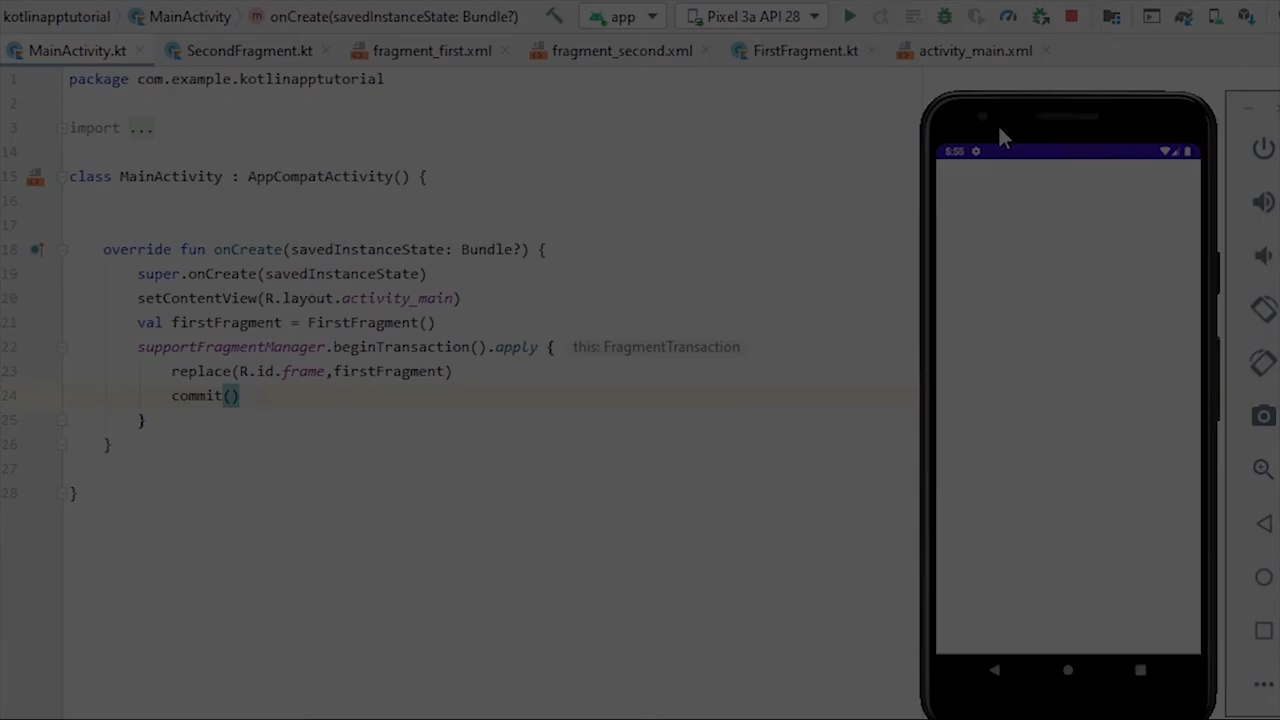 kotlinapptutorial MainActivity onCreate(savedInstanceState: Bundle?) app Pixel 3a API 28
MainActivity.kt SecondFragment.kt fragment_first.xml fragment_second.xml FirstFragment.kt activity_main.xml
1 package com.example.kotlinapptutorial
2
3 import ...
14
15 class MainActivity : AppCompatActivity() {
16
17
18 override fun onCreate(savedInstanceState: Bundle?) {
19 super.onCreate(savedInstanceState)
20 setContentView(R.layout.activity_main)
21 val firstFragment = FirstFragment()
22 supportFragmentManager.beginTransaction().apply { this: FragmentTransaction
23 replace(R.id.frame,firstFragment)
24 commit()
25 }
26 }
27
28 }
5:55